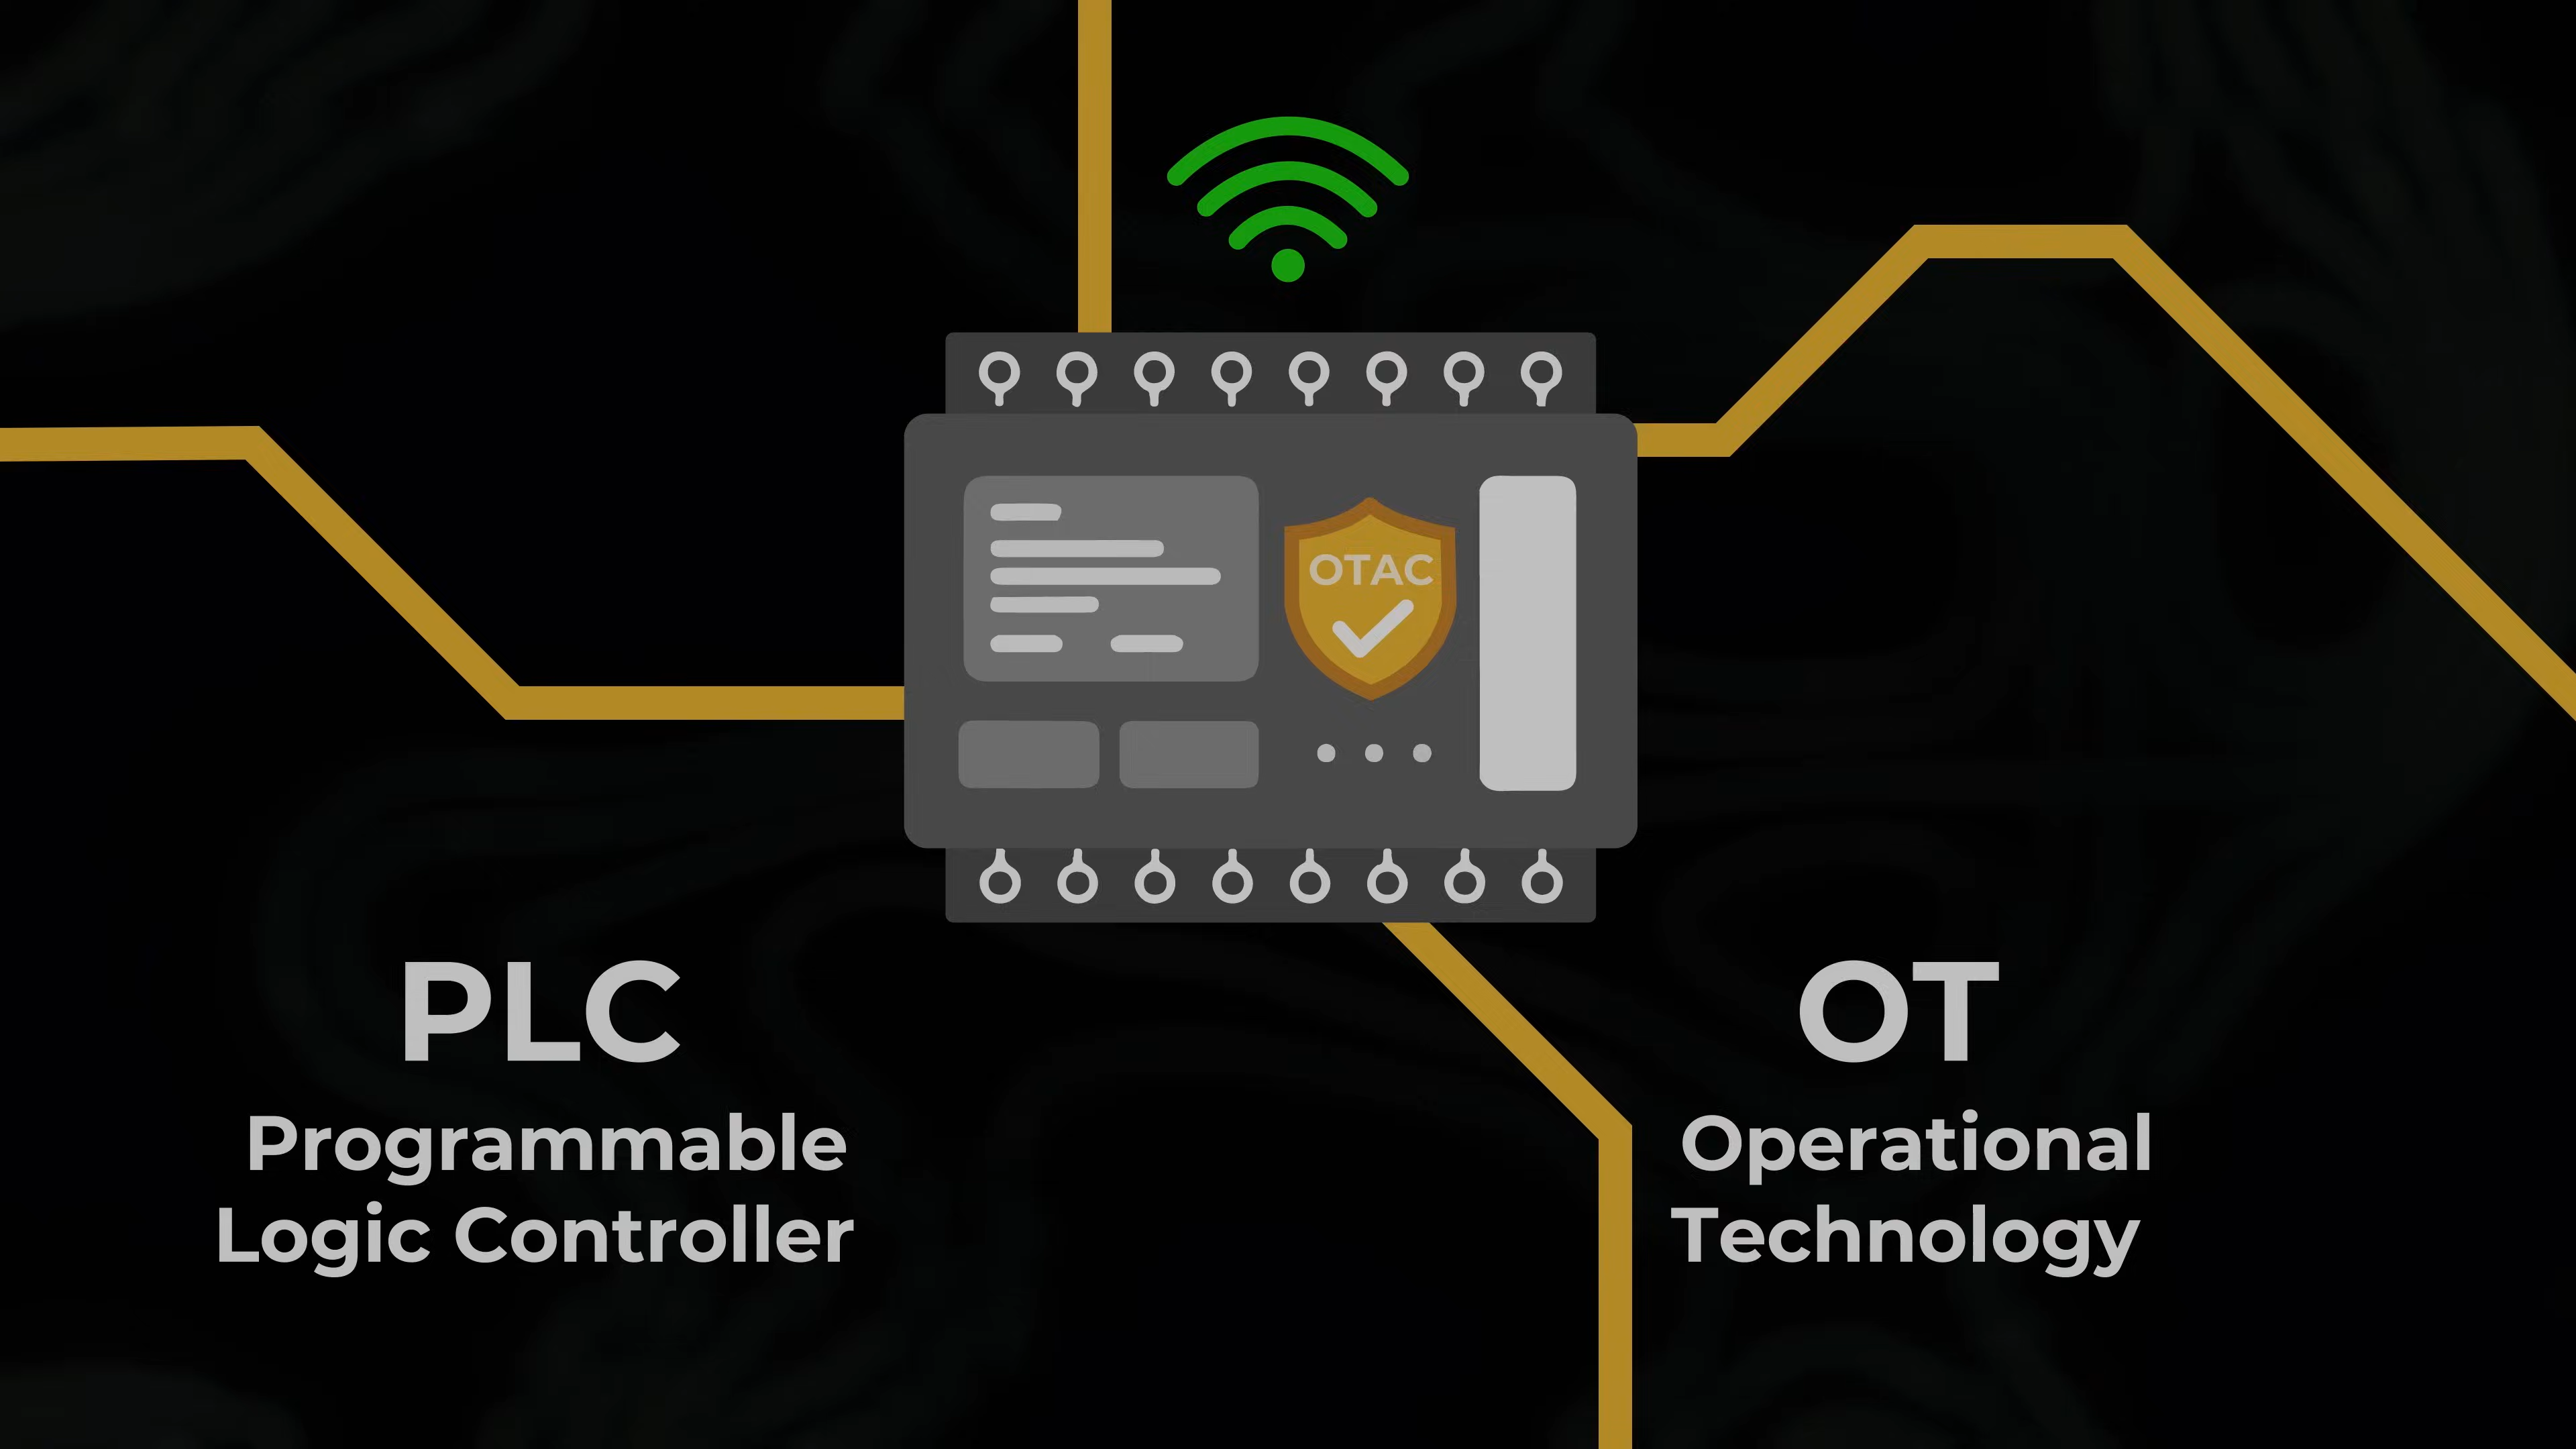 OTAC
PLC
Programmable
Logic Controller
OT
Operational
Technology